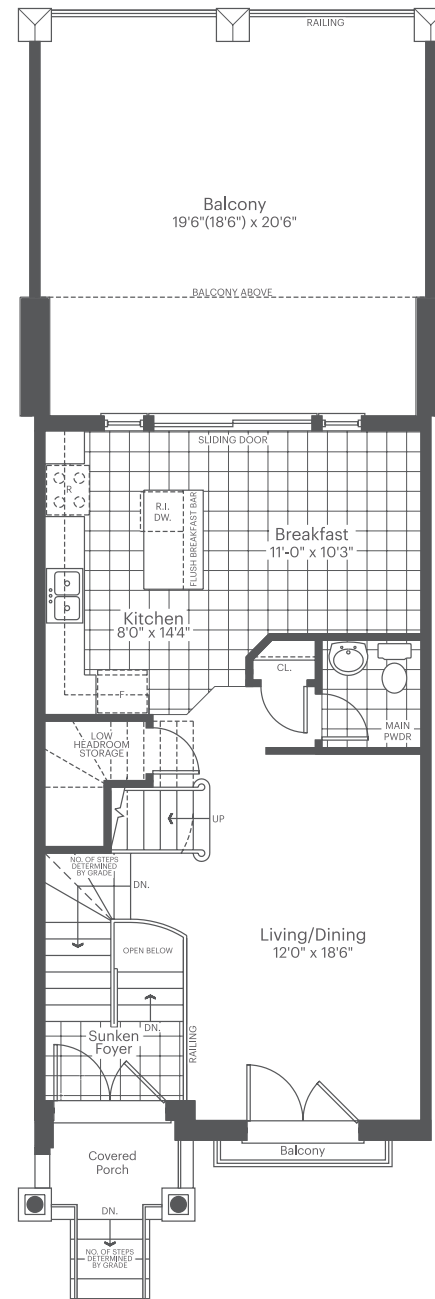 RAILING
Balcony
19'6"(18'6") x 20'6"
BALCONY ABOVE
SLIDING DOOR
R
R.I.
DW.
FLUSH BREAKFAST BAR
Breakfast
11'-0" x 10'3"
Kitchen
8'0" x 14'4"
F
CL.
MAIN
PWDR
LOW
HEADROOM
STORAGE
UP
NO. OF STEPS
DETERMINED
BY GRADE
DN.
OPEN BELOW
Living/Dining
12'0" x 18'6"
DN.
Sunken
Foyer
RAILING
Balcony
Covered
Porch
DN.
NO. OF STEPS
DETERMINED
BY GRADE